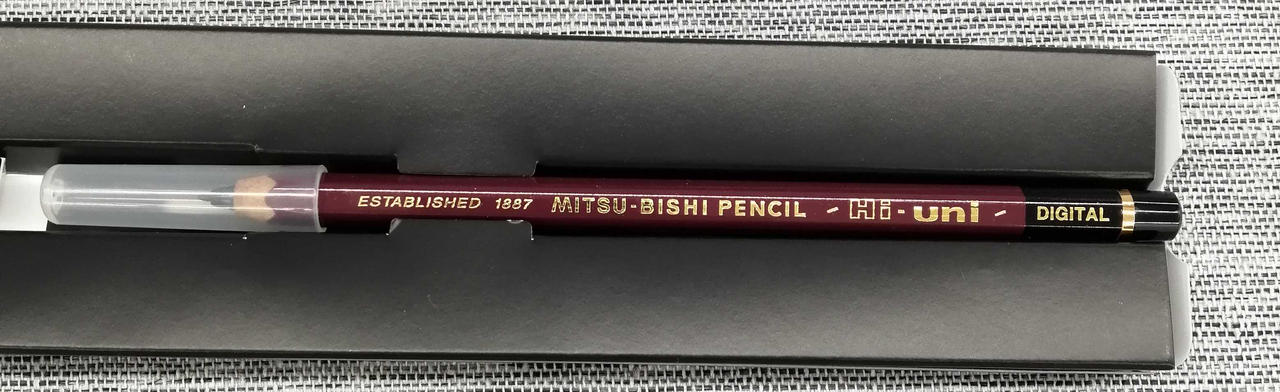 ESTABLISHED 1887 MITSU-BISHI PENCIL - Hi-uni - DIGITAL